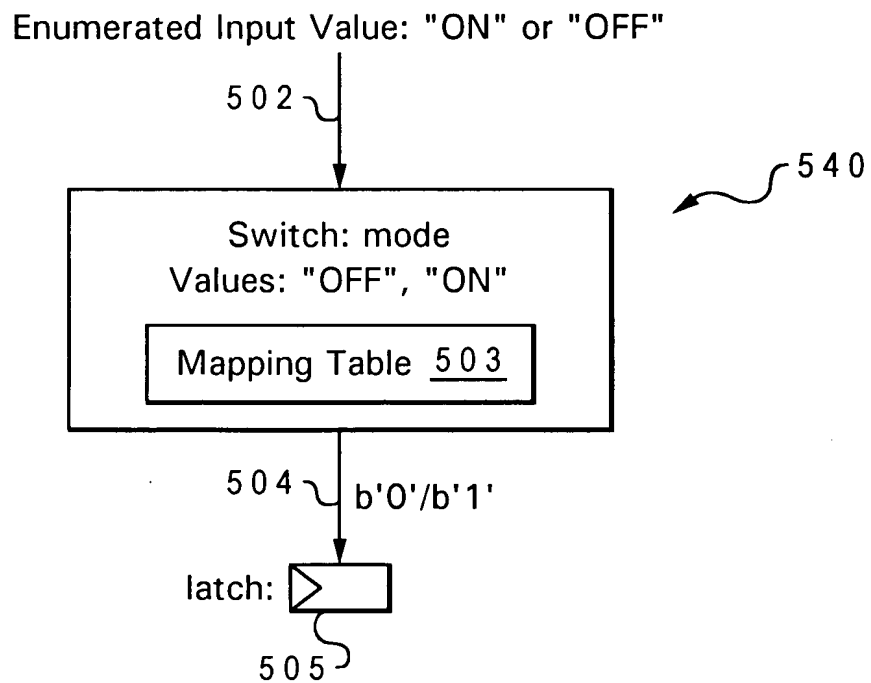 Enumerated Input Value: "ON" or "OFF"
502
540
Switch: mode
Values: "OFF", "ON"
Mapping Table 503
504
b'0'/b'1'
latch:
505